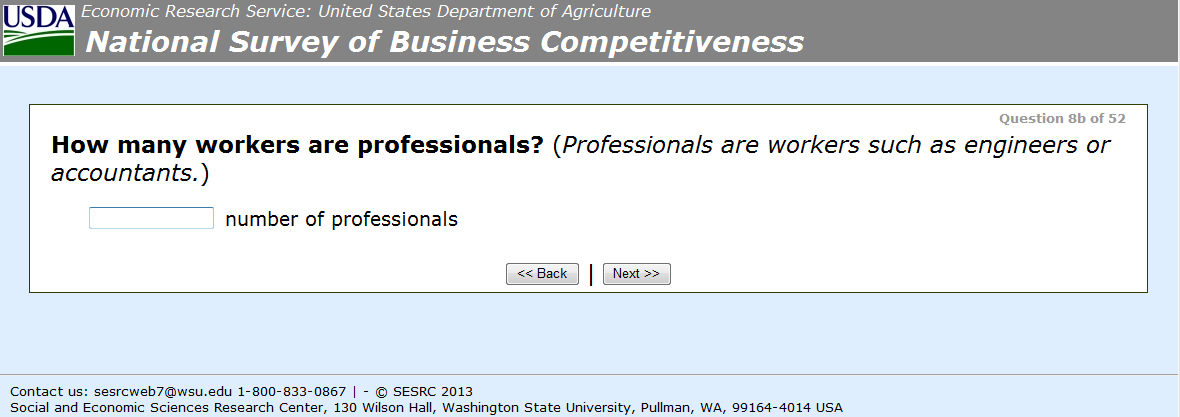 USDA
Economic Research Service: United States Department of Agriculture
National Survey of Business Competitiveness
Question 8b of 52
How many workers are professionals? (Professionals are workers such as engineers or
accountants.)
number of professionals
<< Back | Next >>
Contact us: sesrcweb7@wsu.edu 1-800-833-0867 | - © SESRC 2013
Social and Economic Sciences Research Center, 130 Wilson Hall, Washington State University, Pullman, WA, 99164-4014 USA